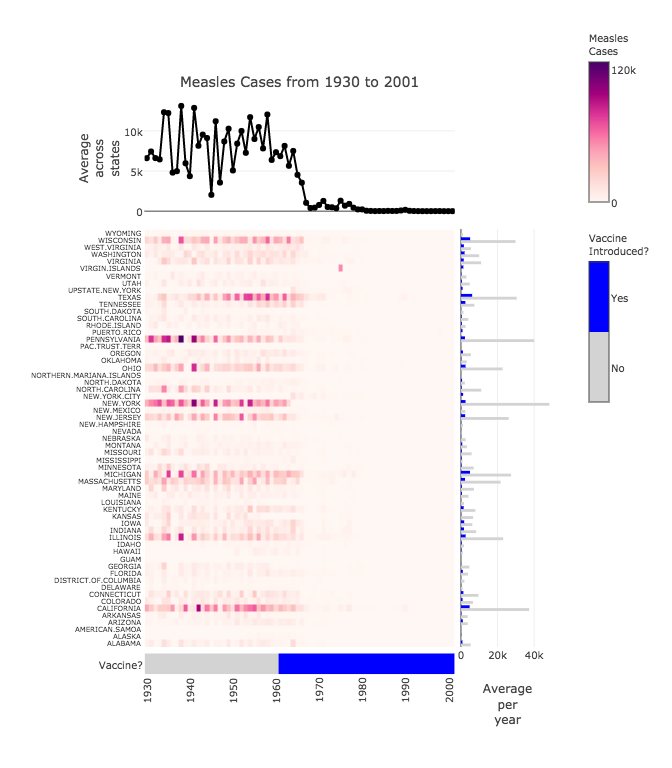 Measles
Cases
120k
0
Measles Cases from 1930 to 2001
Average
across
states
10k
5k
0
Vaccine
Introduced?
Yes
No
WYOMING
WISCONSIN
WEST.VIRGINIA
WASHINGTON
VIRGINIA
VIRGIN.ISLANDS
VERMONT
UTAH
UPSTATE.NEW.YORK
TEXAS
TENNESSEE
SOUTH.DAKOTA
SOUTH.CAROLINA
RHODE.ISLAND
PUERTO.RICO
PENNSYLVANIA
PAC.TRUST.TERR
OREGON
OKLAHOMA
OHIO
NORTHERN.MARIANA.ISLANDS
NORTH.DAKOTA
NORTH.CAROLINA
NEW.YORK.CITY
NEW.YORK
NEW.MEXICO
NEW.JERSEY
NEW.HAMPSHIRE
NEVADA
NEBRASKA
MONTANA
MISSOURI
MISSISSIPPI
MINNESOTA
MICHIGAN
MASSACHUSETTS
MARYLAND
MAINE
LOUISIANA
KENTUCKY
KANSAS
IOWA
INDIANA
ILLINOIS
IDAHO
HAWAII
GUAM
GEORGIA
FLORIDA
DISTRICT.OF.COLUMBIA
DELAWARE
CONNECTICUT
COLORADO
CALIFORNIA
ARKANSAS
ARIZONA
AMERICAN.SAMOA
ALASKA
ALABAMA
0 20k 40k
Vaccine?
1930 1940 1950 1960 1970 1980 1990 2000
Average
per
year